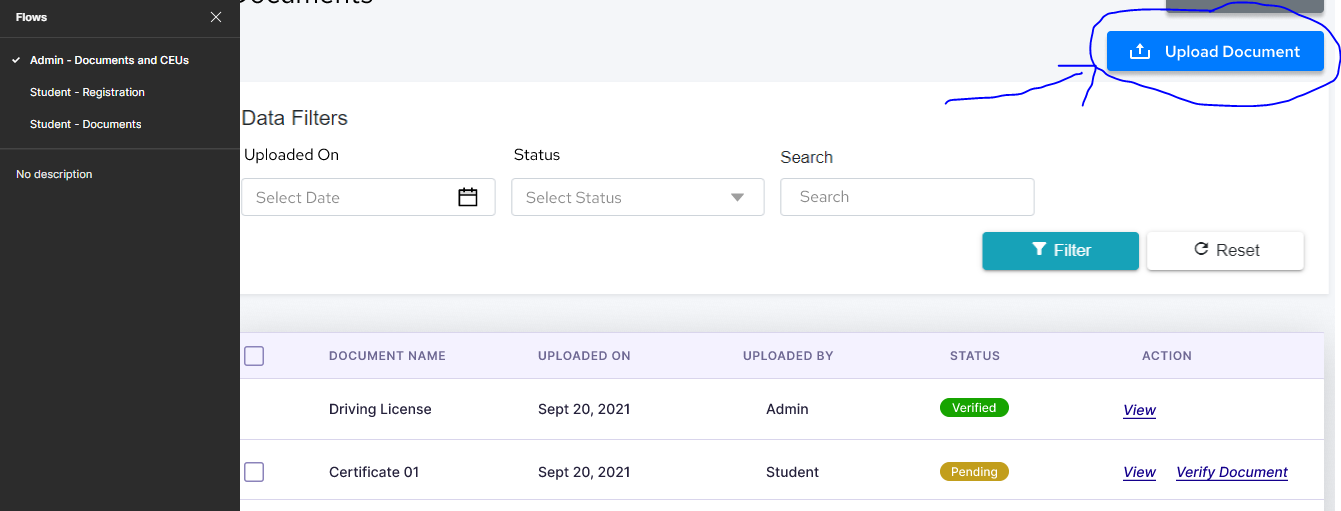 Flows
Admin - Documents and CEUs
Student - Registration
Student - Documents
No description
Documents
Upload Document
Data Filters
Uploaded On
Status
Search
Select Date
Select Status
Search
Filter
Reset
DOCUMENT NAME UPLOADED ON UPLOADED BY STATUS ACTION
Driving License Sept 20, 2021 Admin Verified View
Certificate 01 Sept 20, 2021 Student Pending View Verify Document